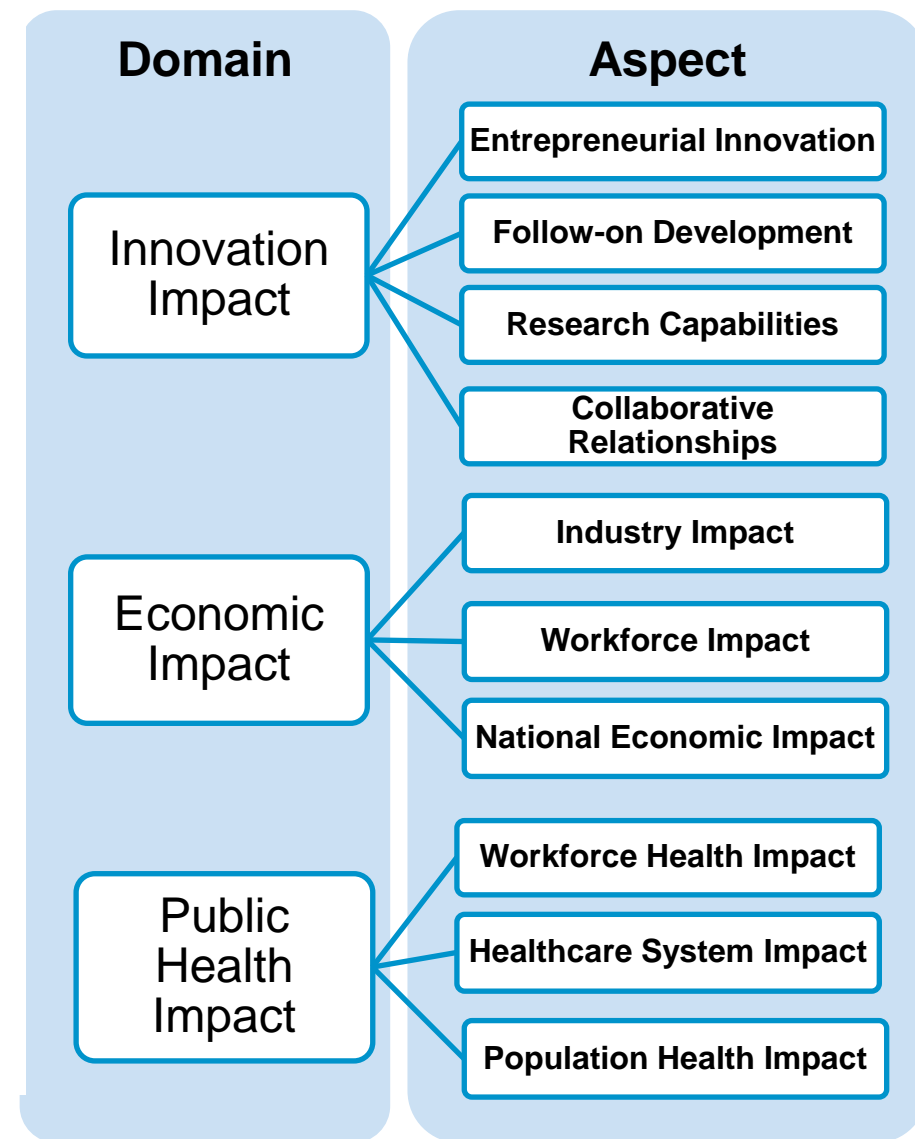 Domain
Aspect
Innovation
Impact
Entrepreneurial Innovation
Follow-on Development
Research Capabilities
Collaborative
Relationships
Economic
Impact
Industry Impact
Workforce Impact
National Economic Impact
Public
Health
Impact
Workforce Health Impact
Healthcare System Impact
Population Health Impact